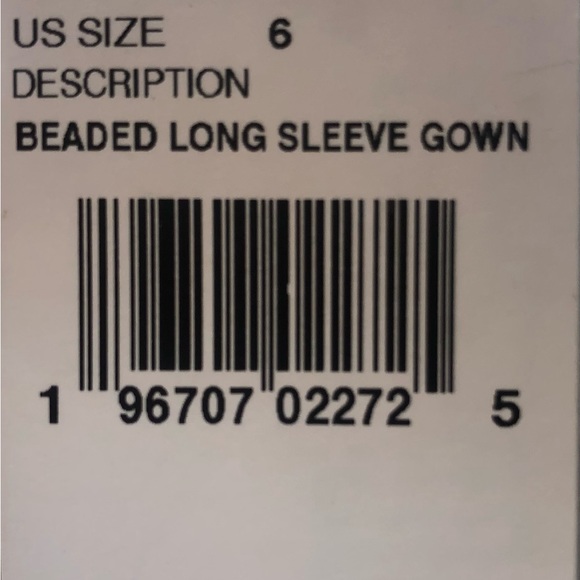 US SIZE 6
DESCRIPTION
BEADED LONG SLEEVE GOWN
1 96707 02272 5